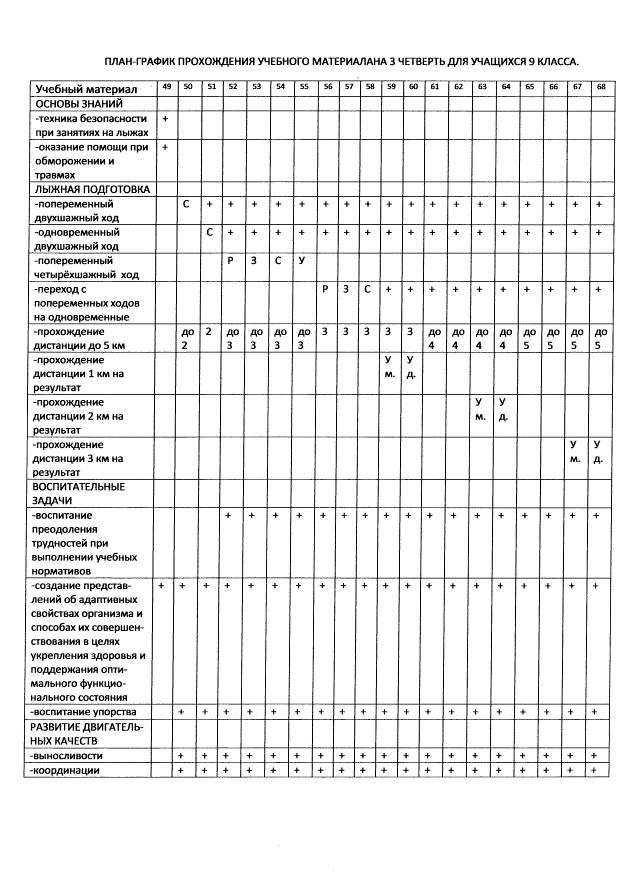 ПЛАН-ГРАФИК ПРОХОЖДЕНИЯ УЧЕБНОГО МАТЕРИАЛАНА 3 ЧЕТВЕРТЬ ДЛЯ УЧАЩИХСЯ 9 КЛАССА.
Учебный материал 49 50 51 52 53 54 55 56 57 58 59 60 61 62 63 64 65 66 67 68
ОСНОВЫ ЗНАНИЙ
-техника безопасности +
при занятиях на лыжах
-оказание помощи при +
обморожении и
травмах
ЛЫЖНАЯ ПОДГОТОВКА
-попеременный С + + + + + + + + + + + + + + + + + +
двухшажный ход
-одновременный С + + + + + + + + + + + + + + + + +
двухшажный ход
-попеременный Р З С У
четырёхшажный ход
-переход с Р З С + + + + + + + + + +
попеременных ходов
на одновременные
-прохождение до 2 до до до до 3 3 3 3 3 до до до до до до до до
дистанции до 5 км 2 3 3 3 3 4 4 4 4 5 5 5 5
-прохождение У У
дистанции 1 км на м. д.
результат
-прохождение У У
дистанции 2 км на м. д.
результат
-прохождение У У
дистанции 3 км на м. д.
результат
ВОСПИТАТЕЛЬНЫЕ
ЗАДАЧИ
-воспитание + + + + + + + + + + + + + + + + +
преодоления
трудностей при
выполнении учебных
нормативов
-создание представ- + + + + + + + + + + + + + + + + + + + +
лений об адаптивных
свойствах организма и
способах их совершен-
ствования в целях
укрепления здоровья и
поддержания опти-
мального функцио-
нального состояния
-воспитание упорства + + + + + + + + + + + + + + + + + + +
РАЗВИТИЕ ДВИГАТЕЛЬ-
НЫХ КАЧЕСТВ
-выносливости + + + + + + + + + + + + + + + + + + +
-координации + + + + + + + + + + + + + + + + + + +